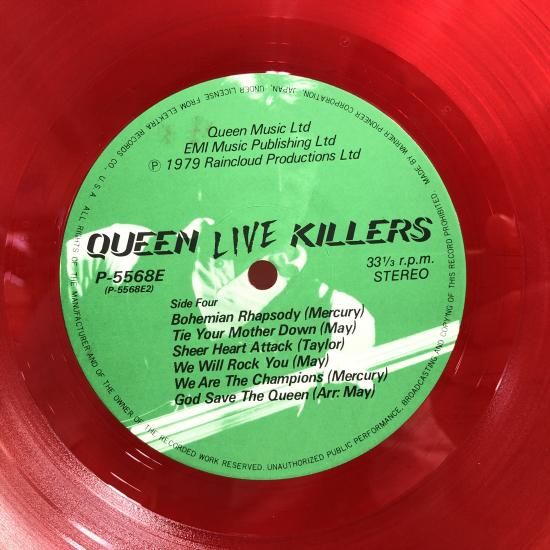 Queen Music Ltd
EMI Music Publishing Ltd
Ⓟ 1979 Raincloud Productions Ltd
QUEEN LIVE KILLERS
P-5568E
(P-5568E2)
33⅓ r.p.m.
STEREO
Side Four
Bohemian Rhapsody (Mercury)
Tie Your Mother Down (May)
Sheer Heart Attack (Taylor)
We Will Rock You (May)
We Are The Champions (Mercury)
God Save The Queen (Arr: May)
MADE BY WARNER PIONEER CORPORATION, JAPAN, UNDER LICENSE FROM ELEKTRA RECORDS CO., U.S.A. ALL RIGHTS OF THE MANUFACTURER AND OF THE OWNER OF THE RECORDED WORK RESERVED. UNAUTHORIZED PUBLIC PERFORMANCE, BROADCASTING AND COPYING OF THIS RECORD PROHIBITED.